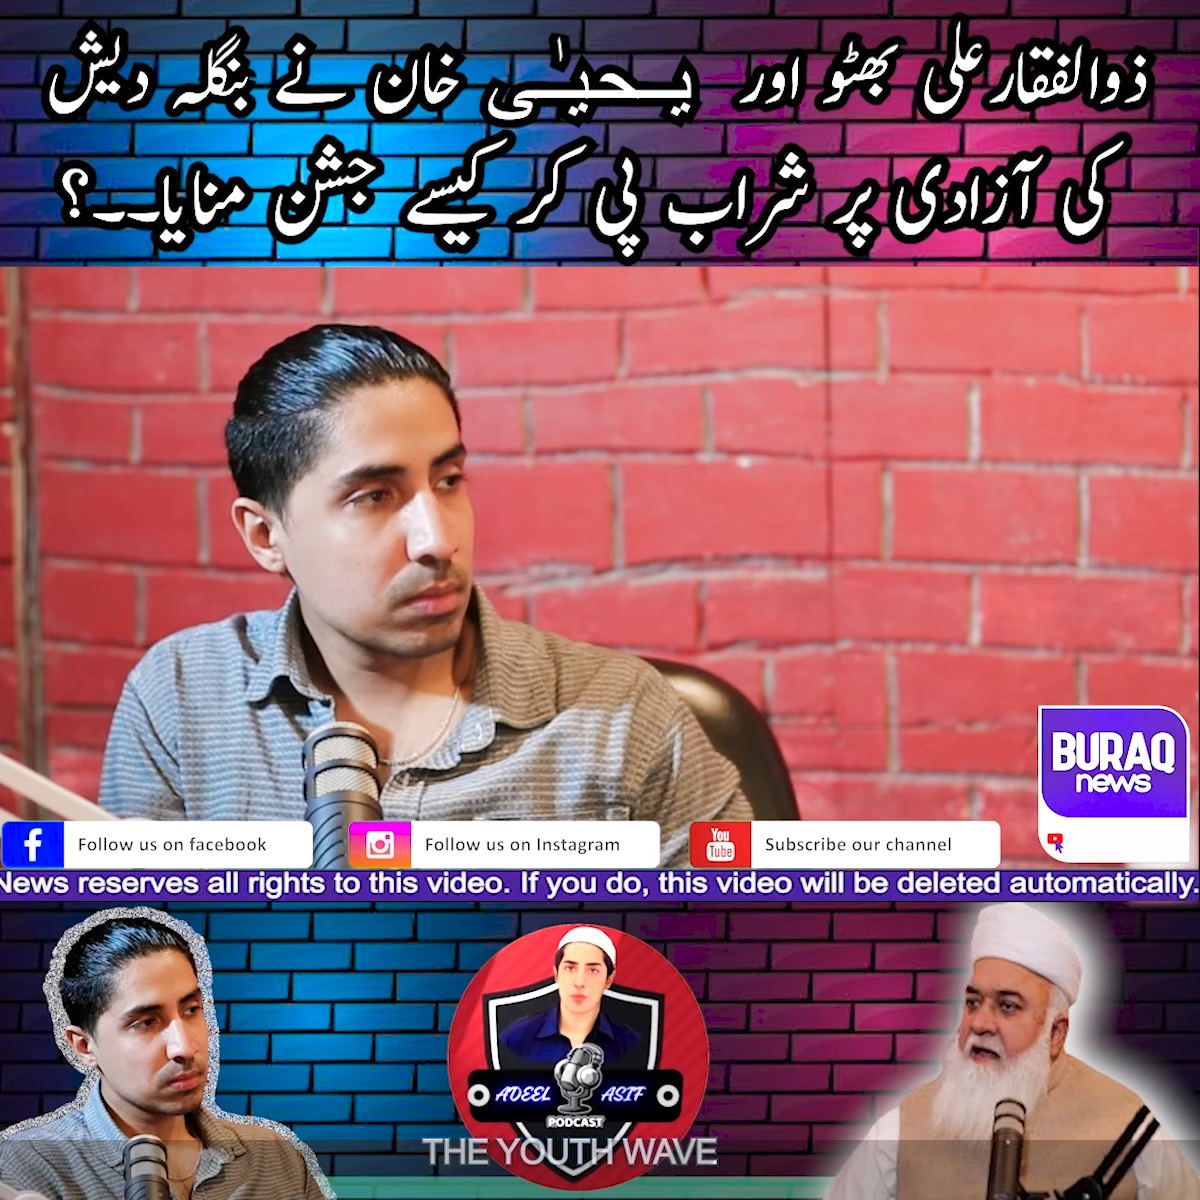 ذوالفقار علی بھٹو اور یحییٰ خان نے بنگلہ دیش
کی آزادی پر شراب پی کر کیسے جشن منایا۔۔؟
BURAQ
news
Follow us on facebook
Follow us on Instagram
You
Tube
Subscribe our channel
News reserves all rights to this video. If you do, this video will be deleted automatically.
ADEEL ASIF
PODCAST
THE YOUTH WAVE